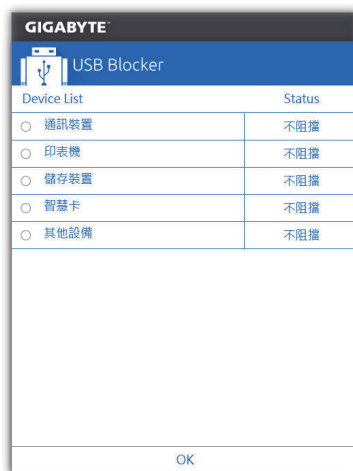 GIGABYTE™
USB Blocker
Device List Status
通訊裝置 不阻擋
印表機 不阻擋
儲存裝置 不阻擋
智慧卡 不阻擋
其他設備 不阻擋
OK